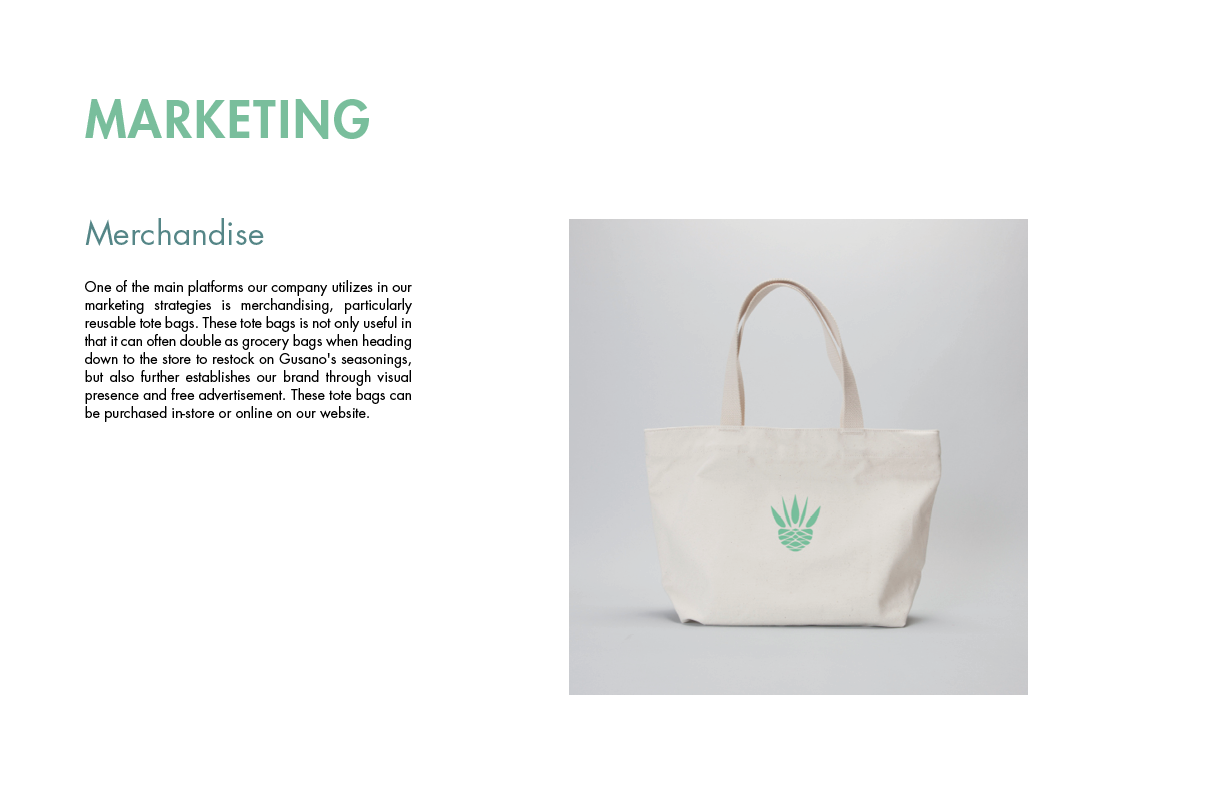 MARKETING
Merchandise
One of the main platforms our company utilizes in our
marketing strategies is merchandising, particularly
reusable tote bags. These tote bags is not only useful in
that it can often double as grocery bags when heading
down to the store to restock on Gusano's seasonings,
but also further establishes our brand through visual
presence and free advertisement. These tote bags can
be purchased in-store or online on our website.